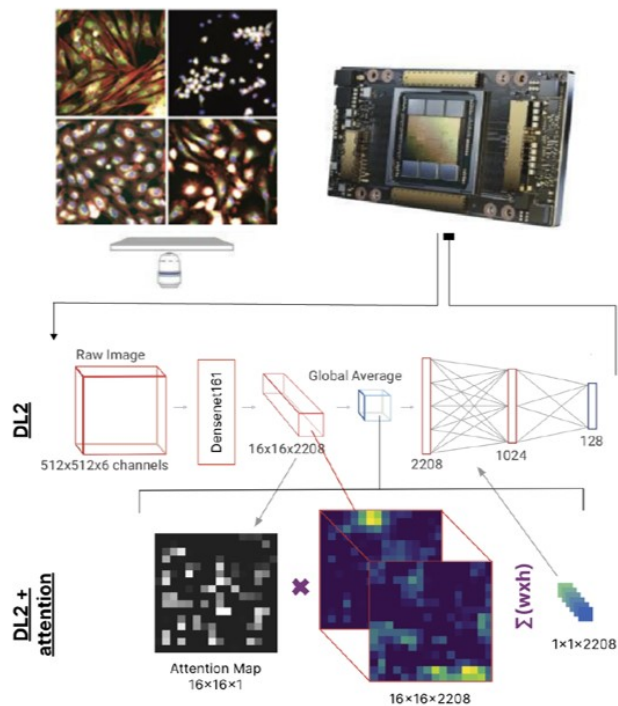 DL2
Raw Image
512x512x6 channels
Densenet161
16x16x2208
Global Average
2208
1024
128
DL2 +
attention
Attention Map
16×16×1
×
16×16×2208
Σ(wxh)
1×1×2208